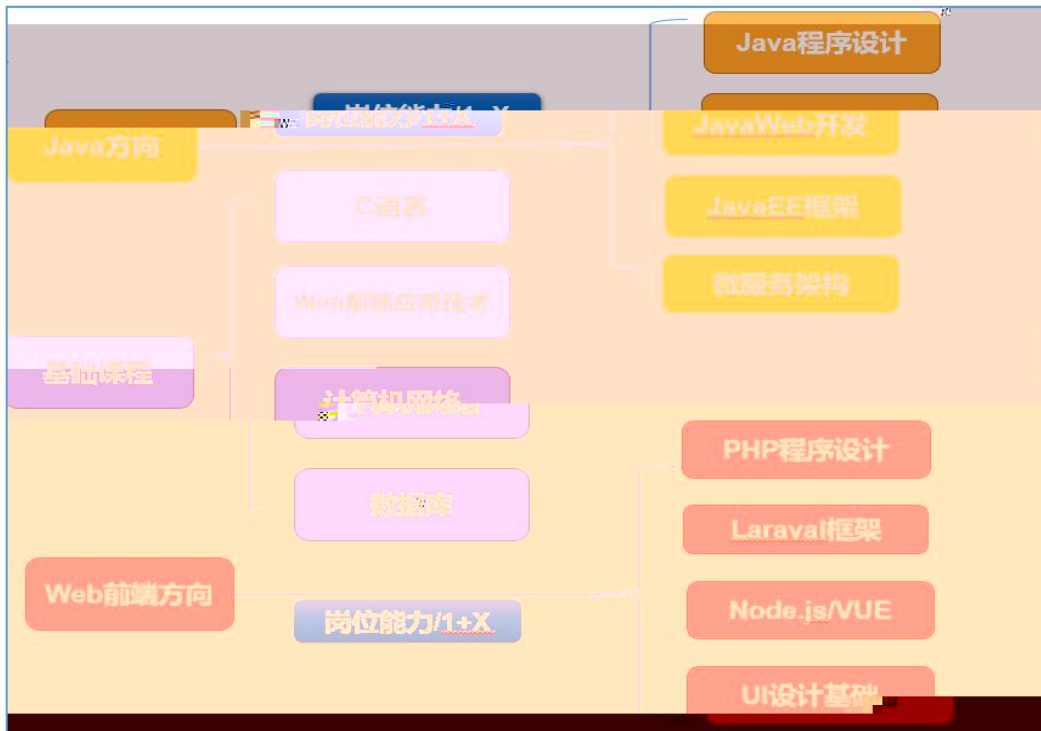 Java程序设计
岗位能力/1+X
JavaWeb开发
Java方向
C语言
JavaEE框架
微服务架构
Web前端应用技术
基础课程
计算机网络
PHP程序设计
数据库
Laraval框架
Web前端方向
Node.js/VUE
岗位能力/1+X
UI设计基础